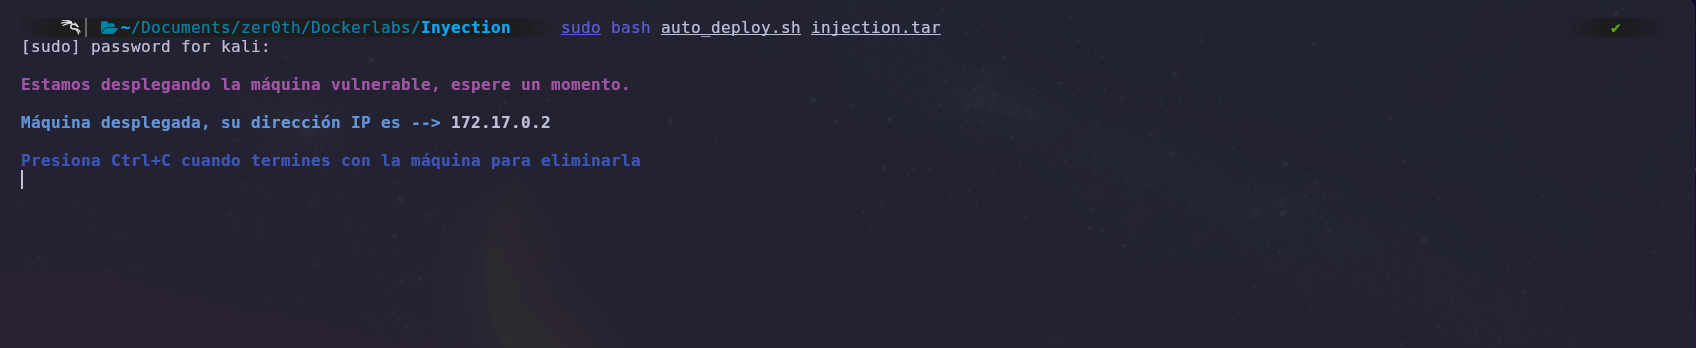 ~/Documents/zer0th/Dockerlabs/Inyection sudo bash auto_deploy.sh injection.tar ✔
[sudo] password for kali:
Estamos desplegando la máquina vulnerable, espere un momento.
Máquina desplegada, su dirección IP es --> 172.17.0.2
Presiona Ctrl+C cuando termines con la máquina para eliminarla